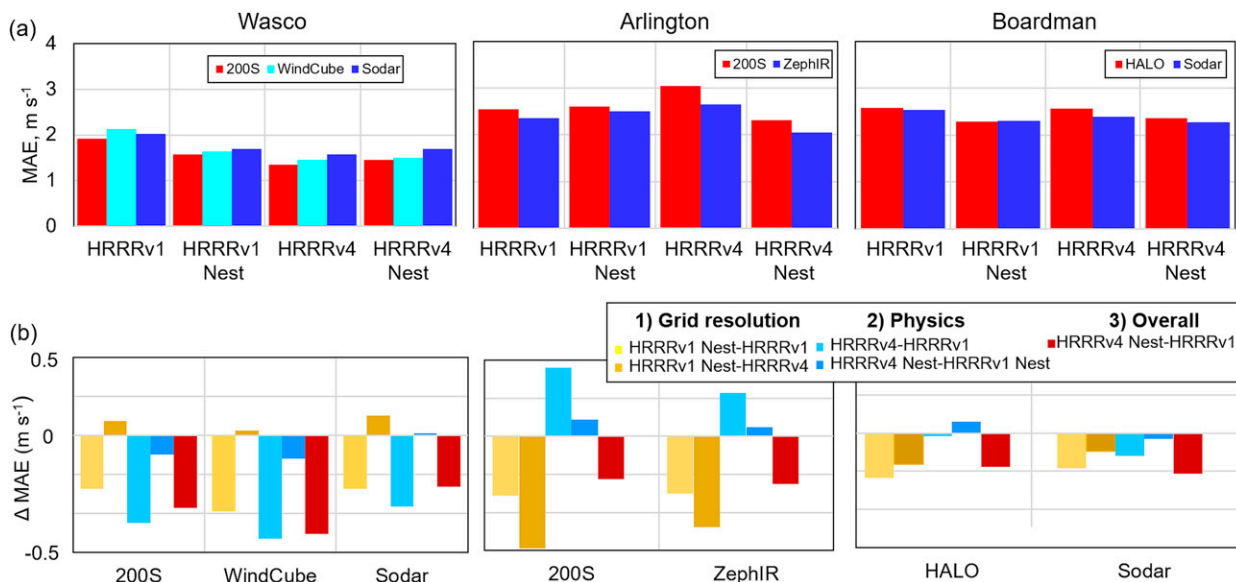 (a)
Wasco
Arlington
Boardman
MAE, m s⁻¹
4
3
2
1
0
200S WindCube Sodar
200S ZephIR
HALO Sodar
HRRRv1 HRRRv1 HRRRv4 HRRRv4
Nest Nest
HRRRv1 HRRRv1 HRRRv4 HRRRv4
Nest Nest
HRRRv1 HRRRv1 HRRRv4 HRRRv4
Nest Nest
(b)
1) Grid resolution 2) Physics 3) Overall
HRRRv1 Nest-HRRRv1 HRRRv4-HRRRv1 HRRRv4 Nest-HRRRv1
HRRRv1 Nest-HRRRv4 HRRRv4 Nest-HRRRv1 Nest
Δ MAE (m s⁻¹)
0.5
0
-0.5
200S WindCube Sodar
200S ZephIR
HALO Sodar